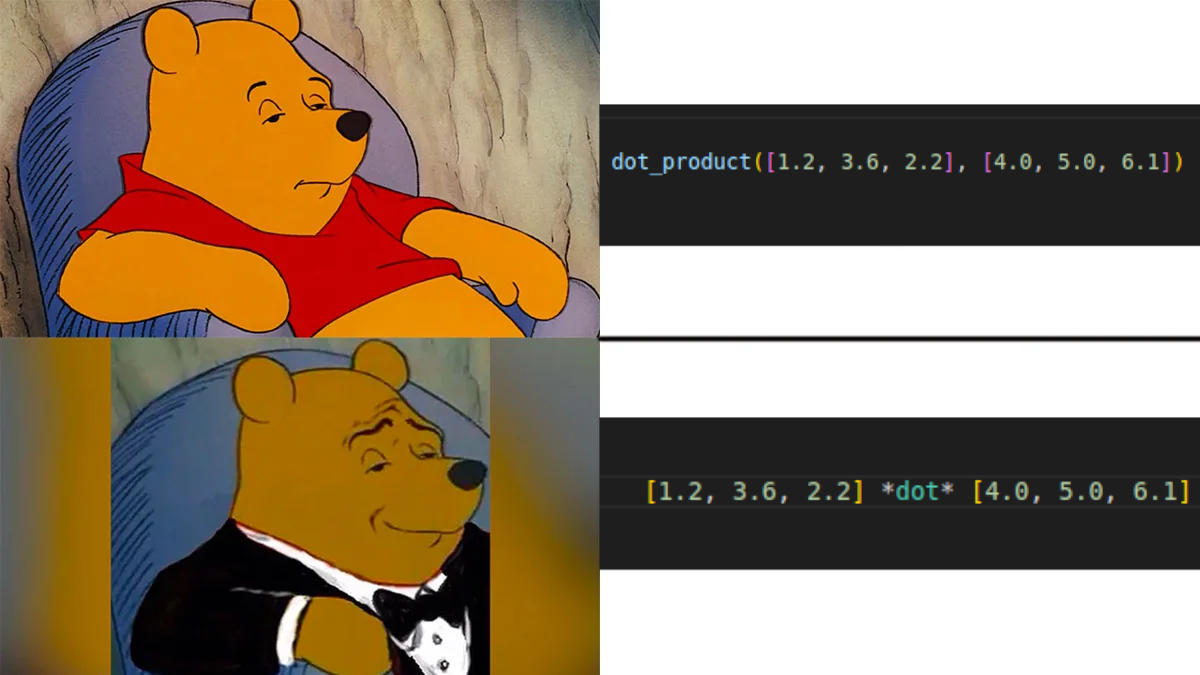 dot_product([1.2, 3.6, 2.2], [4.0, 5.0, 6.1])
[1.2, 3.6, 2.2] *dot* [4.0, 5.0, 6.1]